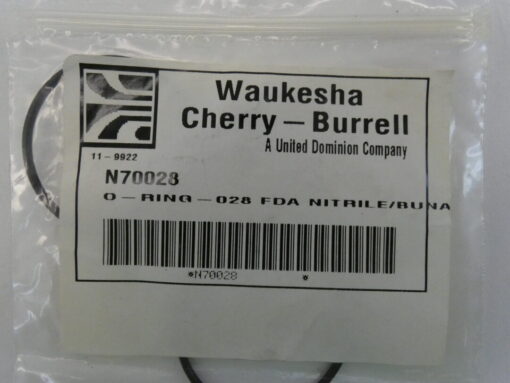 Waukesha
Cherry – Burrell
A United Dominion Company
11-9922
N70028
O – RING – 028 FDA NITRILE/BUNA
*N70028 *